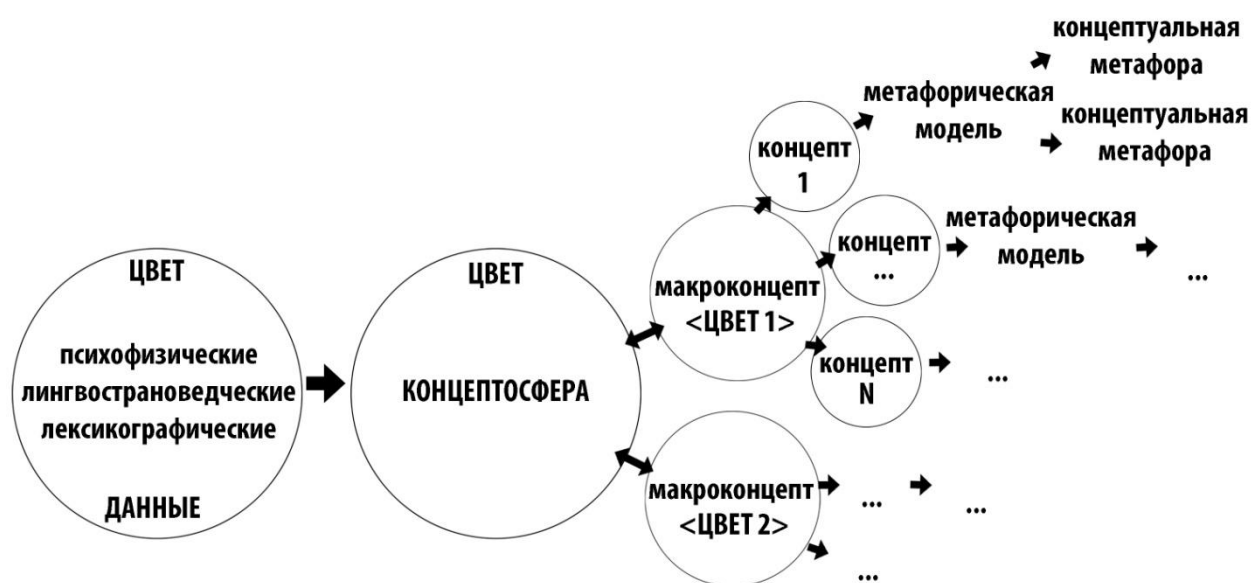 ЦВЕТ
психофизические
лингвострановедческие
лексикографические
ДАННЫЕ
ЦВЕТ
КОНЦЕПТОСФЕРА
макроконцепт
<ЦВЕТ 1>
концепт
1
метафорическая
модель
концептуальная
метафора
концептуальная
метафора
концепт
...
метафорическая
модель
...
концепт
N
...
макроконцепт
<ЦВЕТ 2>
...
...
...